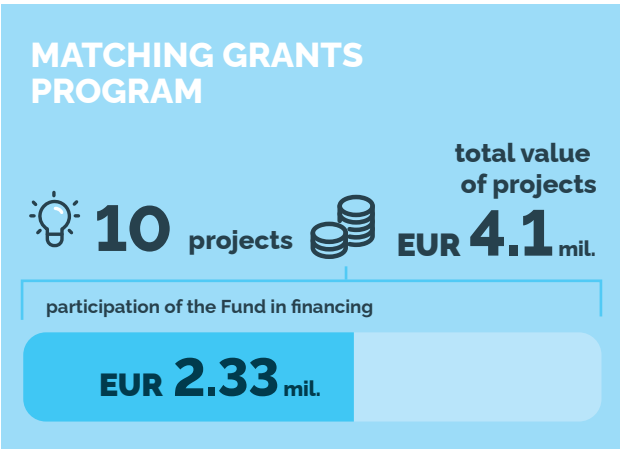 MATCHING GRANTS
PROGRAM
total value
of projects
10 projects
EUR 4.1 mil.
participation of the Fund in financing
EUR 2.33 mil.